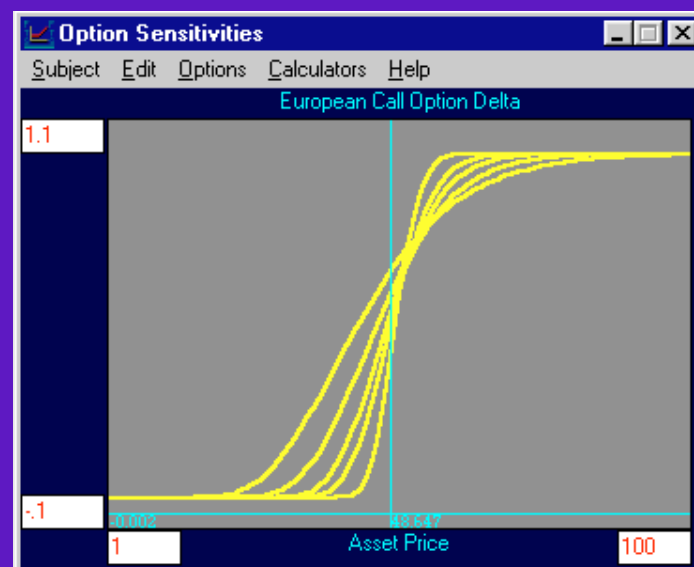 Option Sensitivities
Subject Edit Options Calculators Help
European Call Option Delta
1.1
-.1
-0.002 48.647
1 Asset Price 100